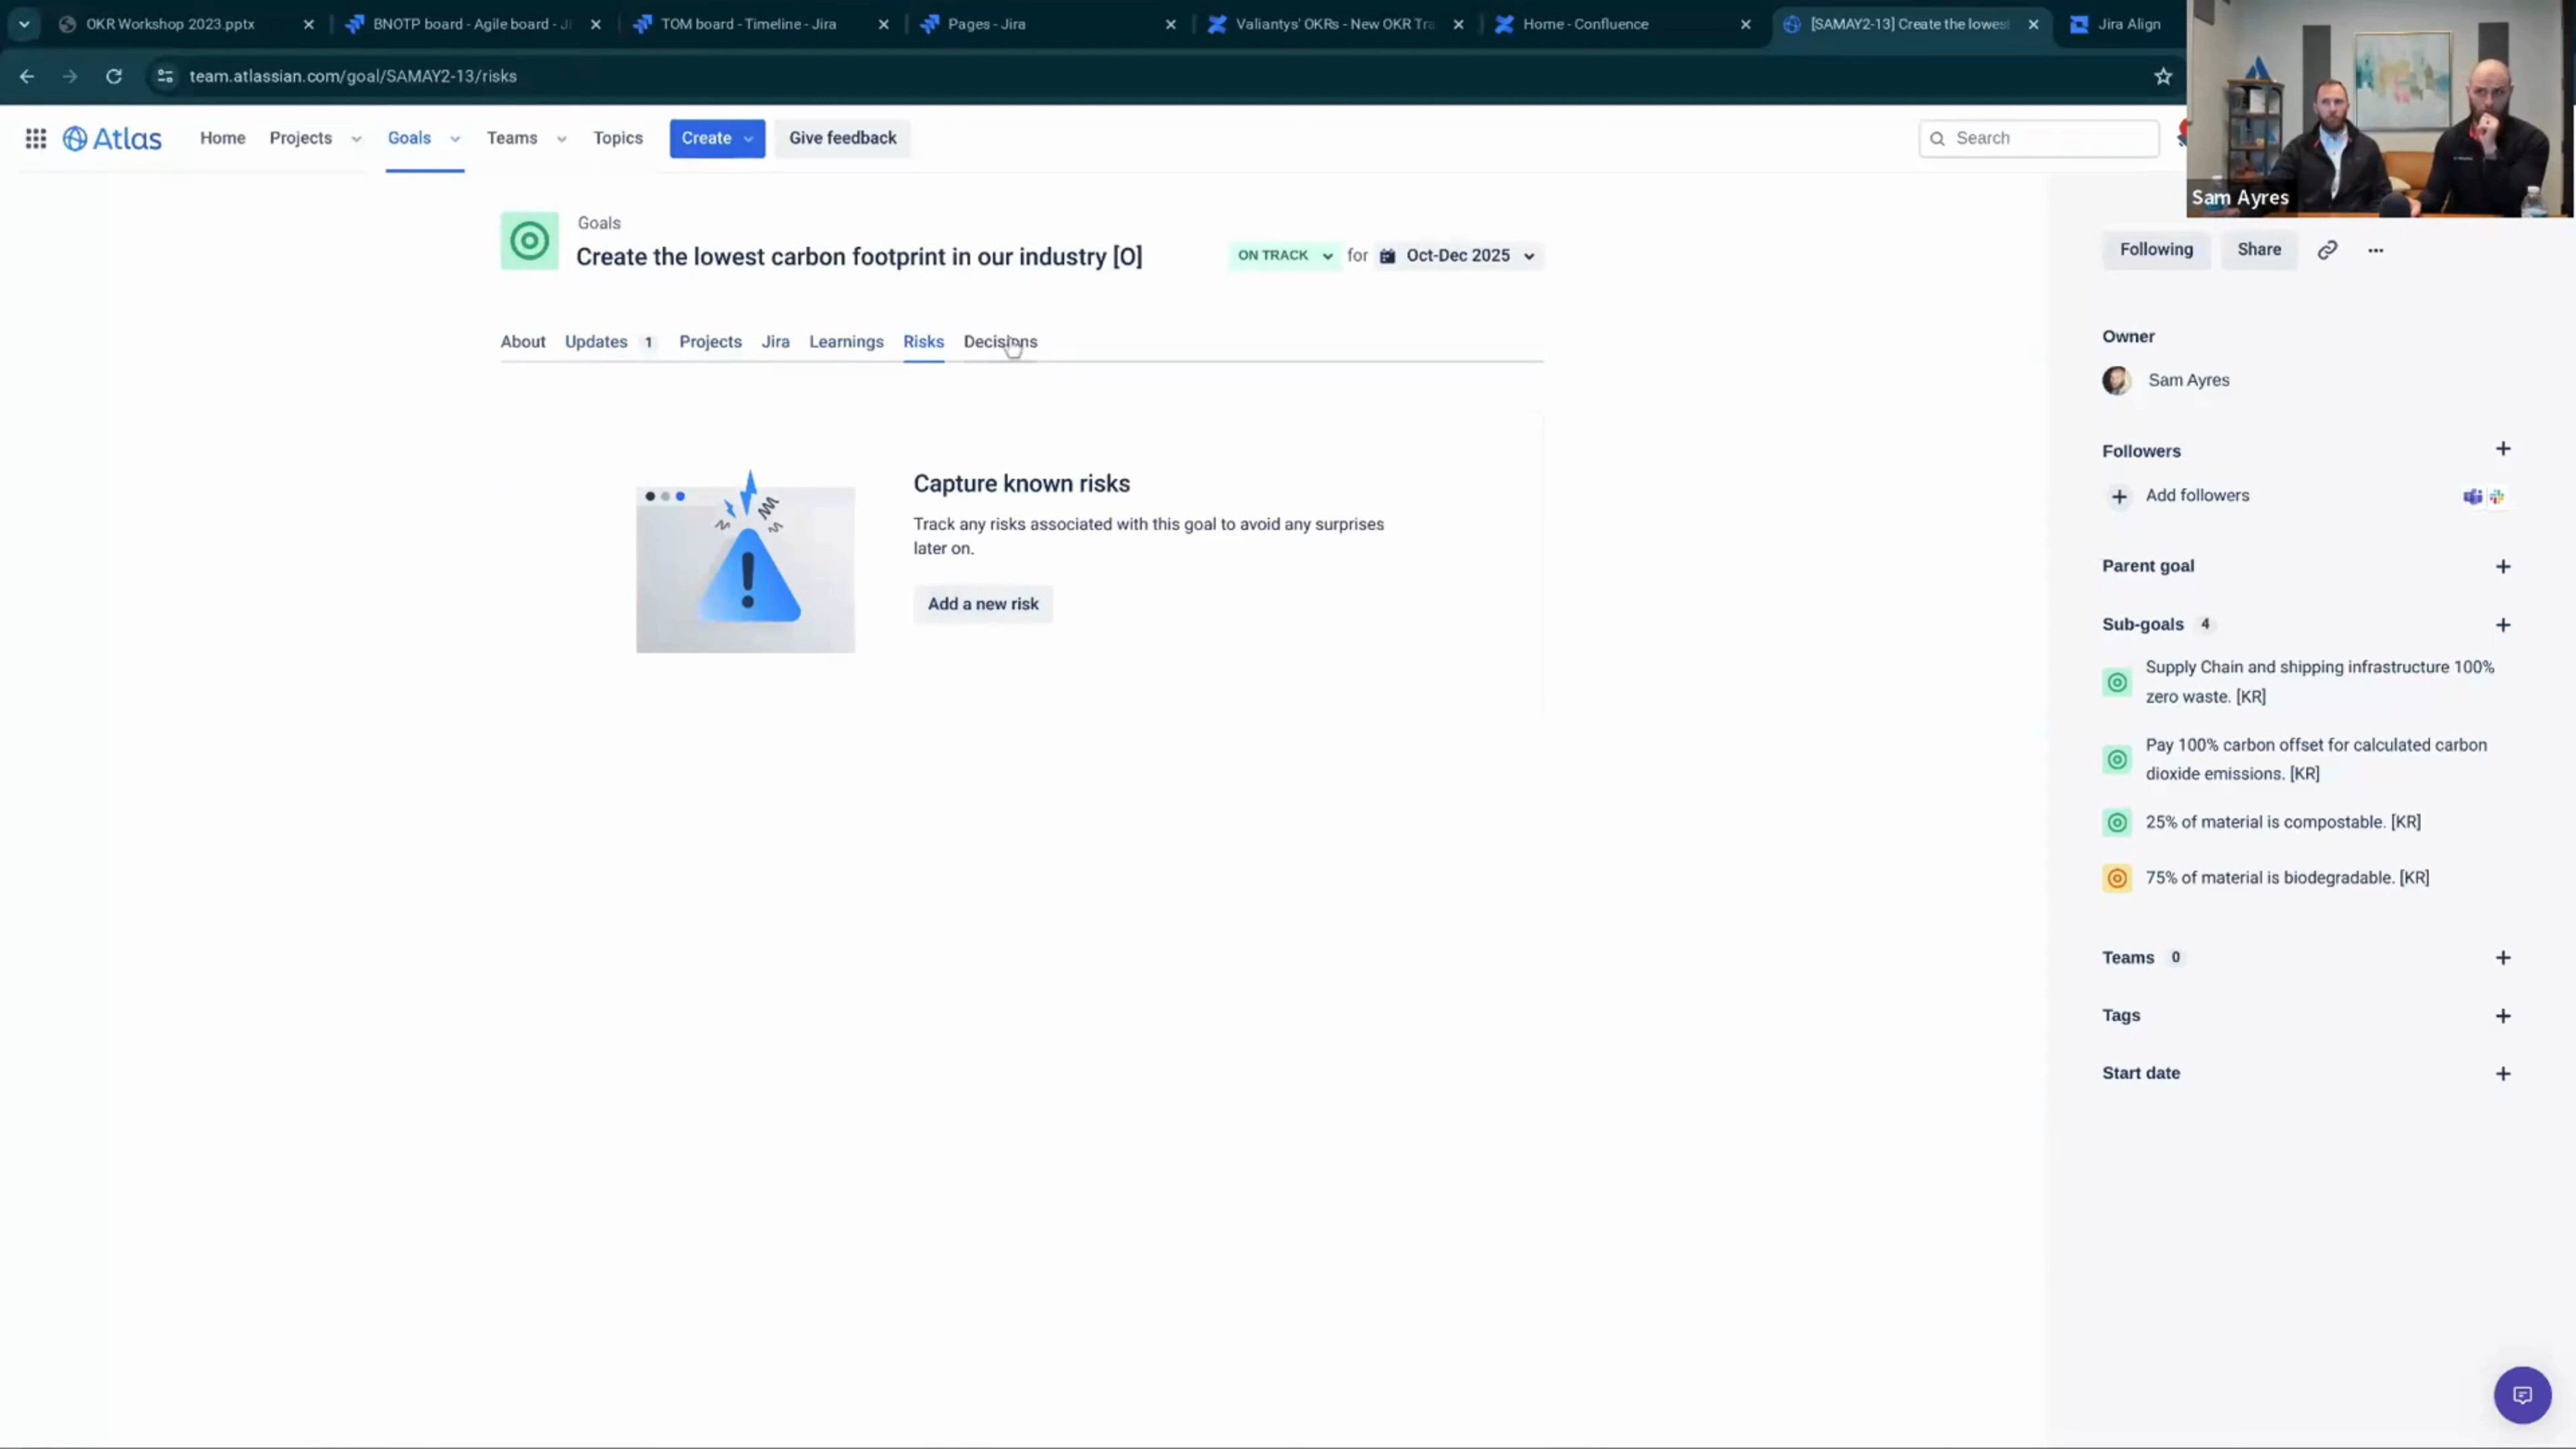 OKR Workshop 2023.pptx
BNOTP board - Agile board - Ji
TOM board - Timeline - Jira
Pages - Jira
Valiantys' OKRs - New OKR Tra
Home - Confluence
[SAMAY2-13] Create the lowest
Jira Align
team.atlassian.com/goal/SAMAY2-13/risks
Atlas
Home
Projects
Goals
Teams
Topics
Create
Give feedback
Search
Sam Ayres
Goals
Create the lowest carbon footprint in our industry [O]
ON TRACK
for
Oct-Dec 2025
Following
Share
About
Updates 1
Projects
Jira
Learnings
Risks
Decisions
Capture known risks
Track any risks associated with this goal to avoid any surprises
later on.
Add a new risk
Owner
Sam Ayres
Followers
Add followers
Parent goal
Sub-goals 4
Supply Chain and shipping infrastructure 100%
zero waste. [KR]
Pay 100% carbon offset for calculated carbon
dioxide emissions. [KR]
25% of material is compostable. [KR]
75% of material is biodegradable. [KR]
Teams 0
Tags
Start date